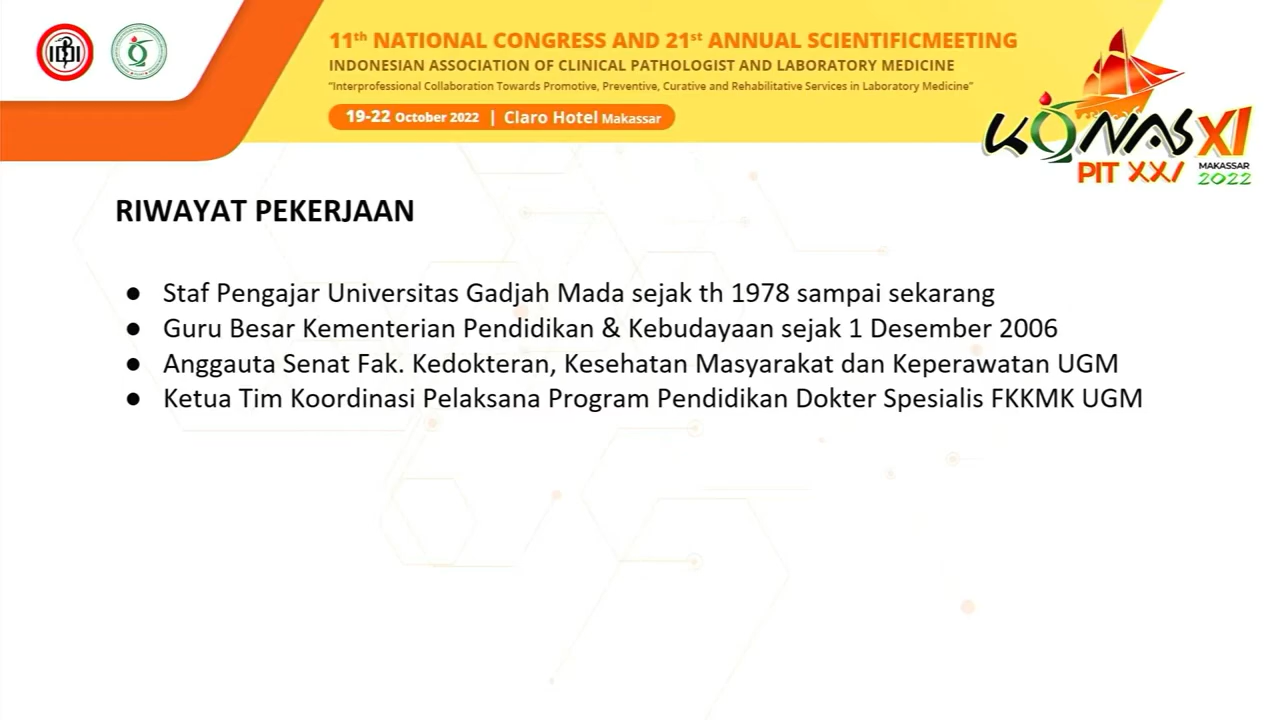 11th NATIONAL CONGRESS AND 21st ANNUAL SCIENTIFICMEETING
INDONESIAN ASSOCIATION OF CLINICAL PATHOLOGIST AND LABORATORY MEDICINE
"Interprofessional Collaboration Towards Promotive, Preventive, Curative and Rehabilitative Services in Laboratory Medicine"
19-22 October 2022 | Claro Hotel Makassar
KONAS XI
PIT XXI MAKASSAR 2022
RIWAYAT PEKERJAAN
● Staf Pengajar Universitas Gadjah Mada sejak th 1978 sampai sekarang
● Guru Besar Kementerian Pendidikan & Kebudayaan sejak 1 Desember 2006
● Anggauta Senat Fak. Kedokteran, Kesehatan Masyarakat dan Keperawatan UGM
● Ketua Tim Koordinasi Pelaksana Program Pendidikan Dokter Spesialis FKKMK UGM